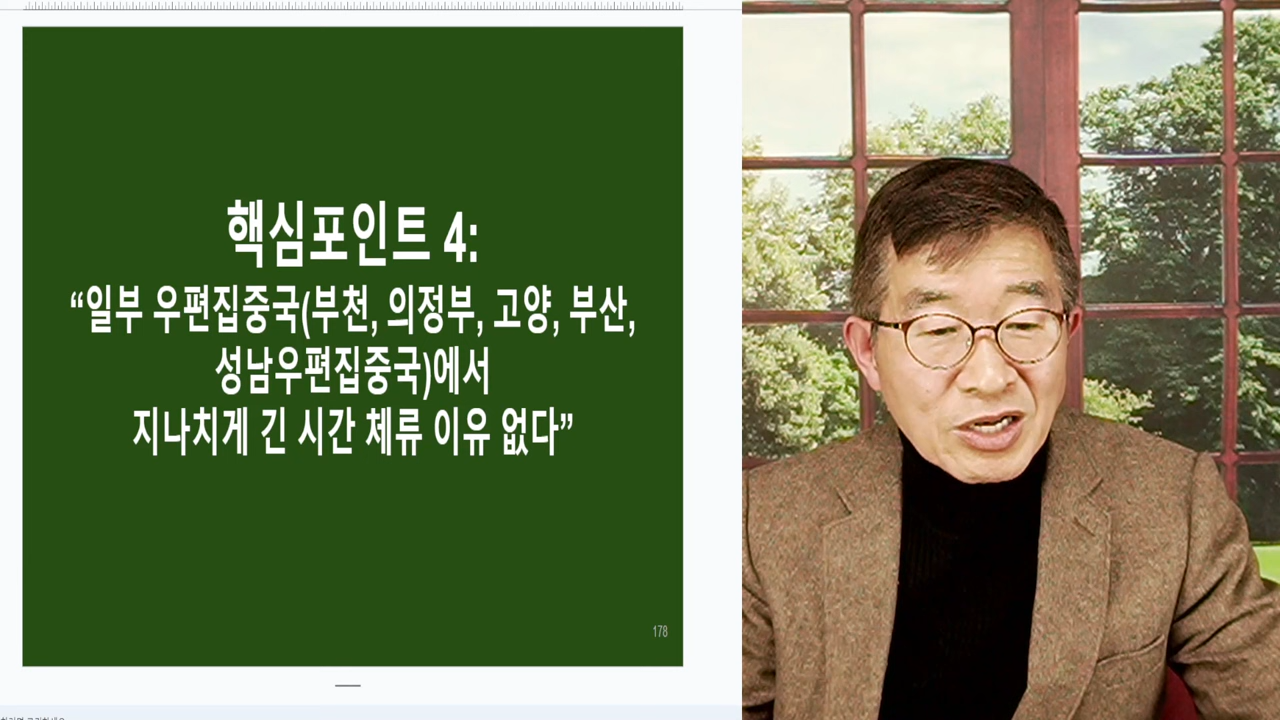 핵심포인트 4:
“일부 우편집중국(부천, 의정부, 고양, 부산,
성남우편집중국)에서
지나치게 긴 시간 체류 이유 없다”
178